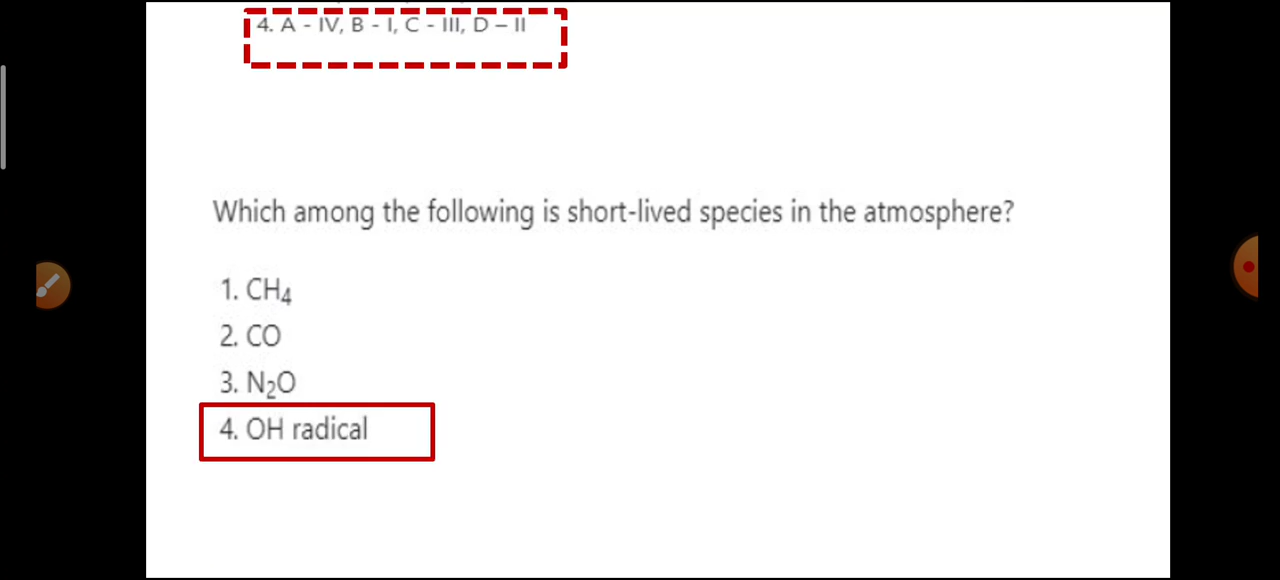 4. A - IV, B - I, C - III, D – II
Which among the following is short-lived species in the atmosphere?
1. CH₄
2. CO
3. N₂O
4. OH radical